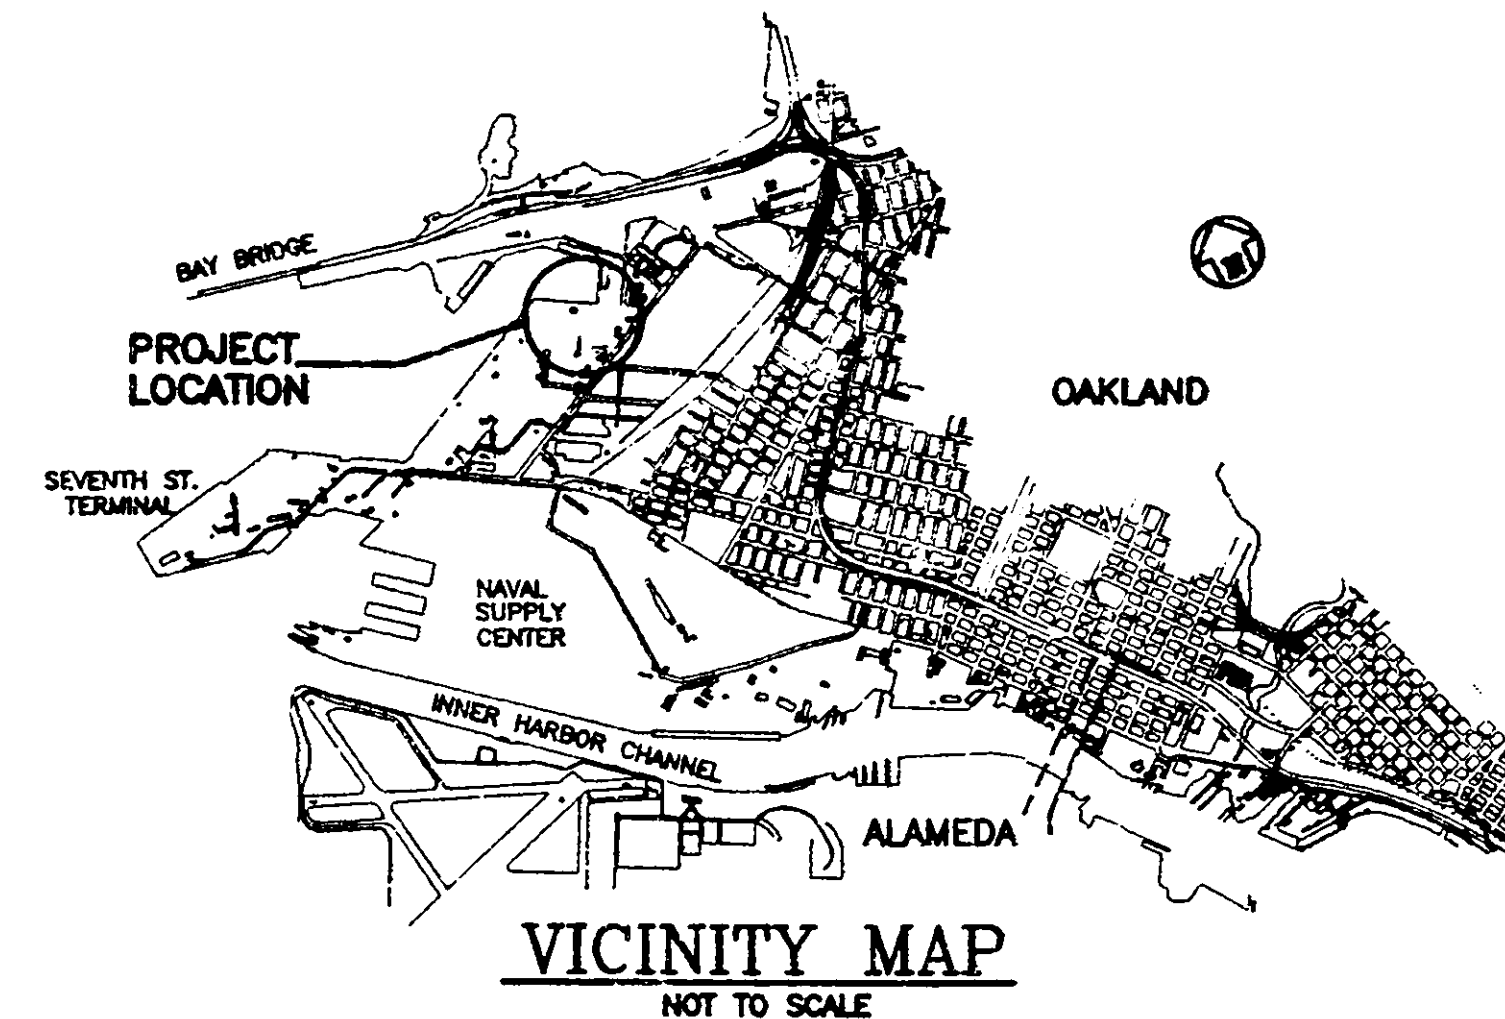 BAY BRIDGE
PROJECT
LOCATION
OAKLAND
SEVENTH ST.
TERMINAL
NAVAL
SUPPLY
CENTER
INNER HARBOR CHANNEL
ALAMEDA
VICINITY MAP
NOT TO SCALE